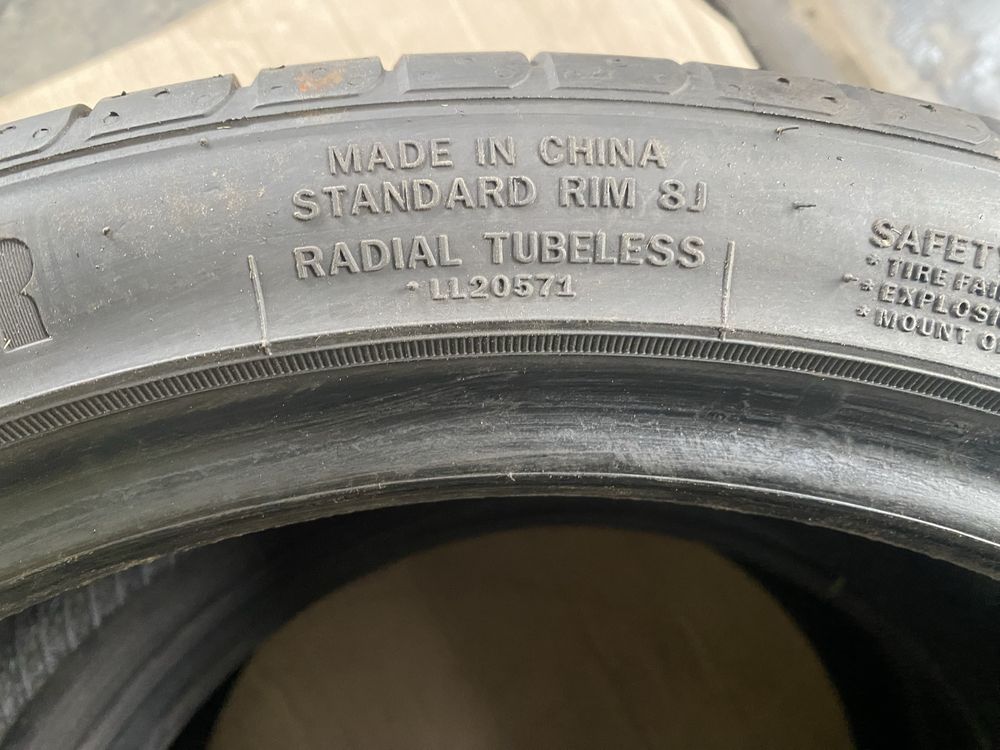 MADE IN CHINA
STANDARD RIM 8J
RADIAL TUBELESS
LL20571
R
SAFETY
* TIRE FAI
* EXPLOSI
* MOUNT O